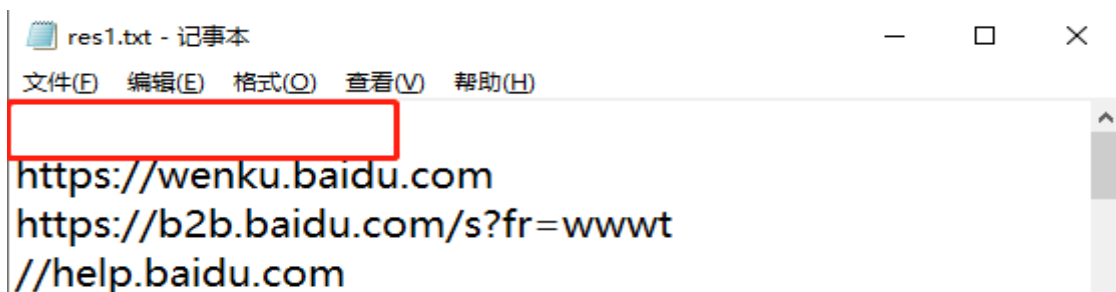 res1.txt - 记事本
文件(F) 编辑(E) 格式(O) 查看(V) 帮助(H)
https://wenku.baidu.com
https://b2b.baidu.com/s?fr=wwwt
//help.baidu.com